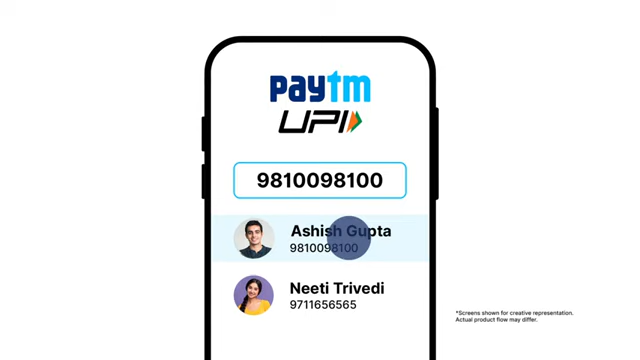 paytm
UPI
9810098100
Ashish Gupta
9810098100
Neeti Trivedi
9711656565
*Screens shown for creative representation.
Actual product flow may differ.